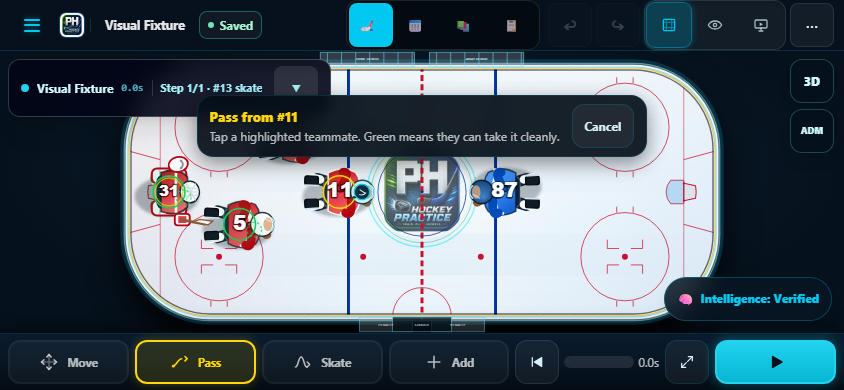 PH
Visual Fixture
Saved
...
Visual Fixture 0.0s Step 1/1 · #13 skate
3D
Pass from #11
Tap a highlighted teammate. Green means they can take it cleanly.
Cancel
ADM
31
5
11
87
PH
HOCKEY
PRACTICE
Intelligence: Verified
Move
Pass
Skate
Add
0.0s